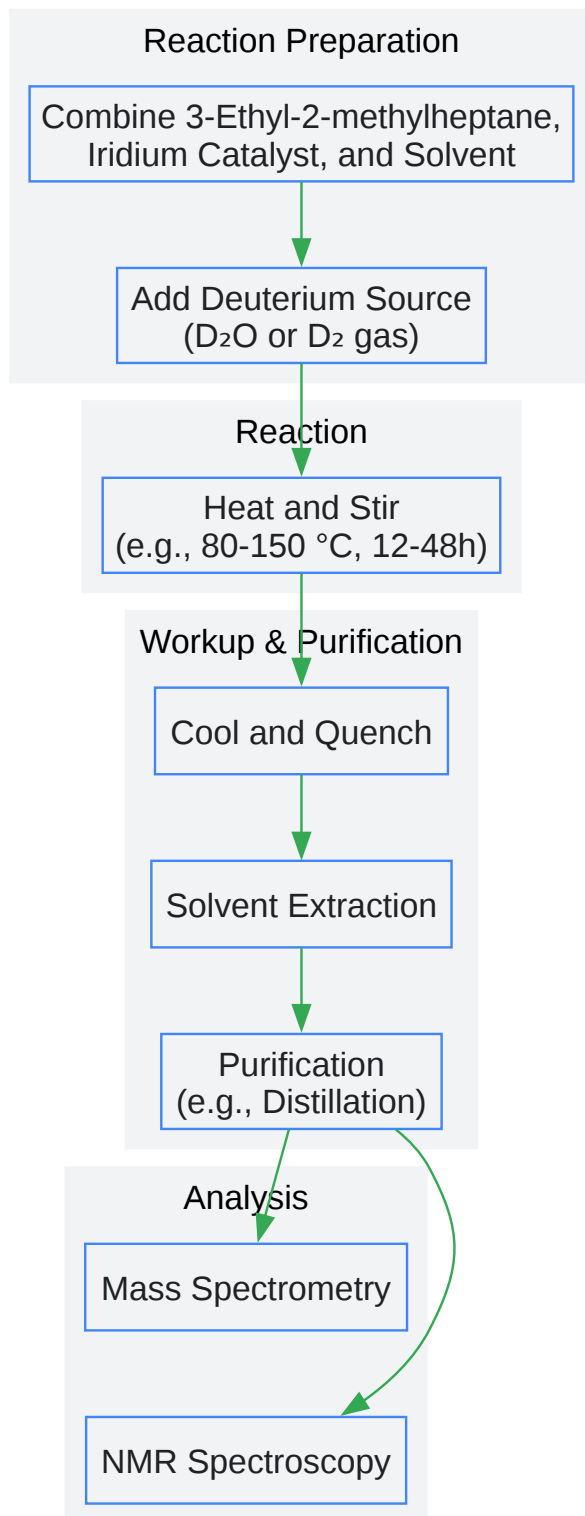 Reaction Preparation
Combine 3-Ethyl-2-methylheptane,
Iridium Catalyst, and Solvent
Add Deuterium Source
(D₂O or D₂ gas)
Reaction
Heat and Stir
(e.g., 80-150 °C, 12-48h)
Workup & Purification
Cool and Quench
Solvent Extraction
Purification
(e.g., Distillation)
Analysis
Mass Spectrometry
NMR Spectroscopy